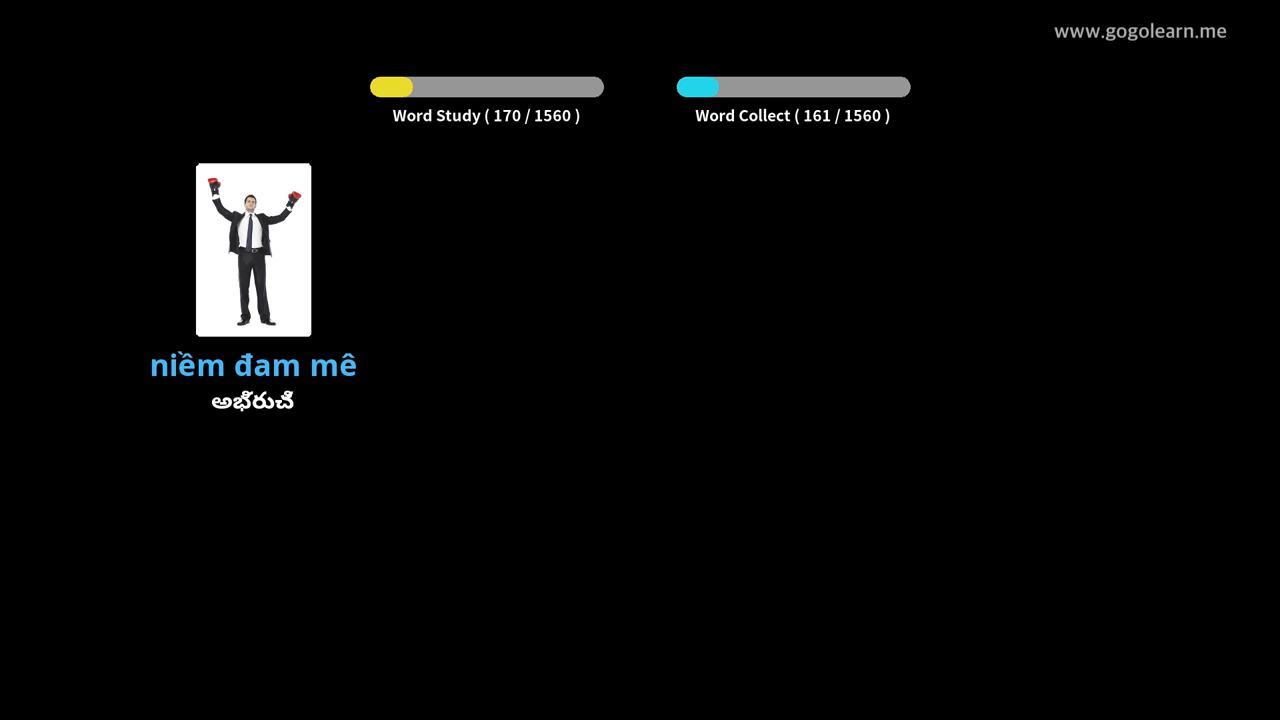 www.gogolearn.me
Word Study ( 170 / 1560 )
Word Collect ( 161 / 1560 )
niềm đam mê
అభిరుచి